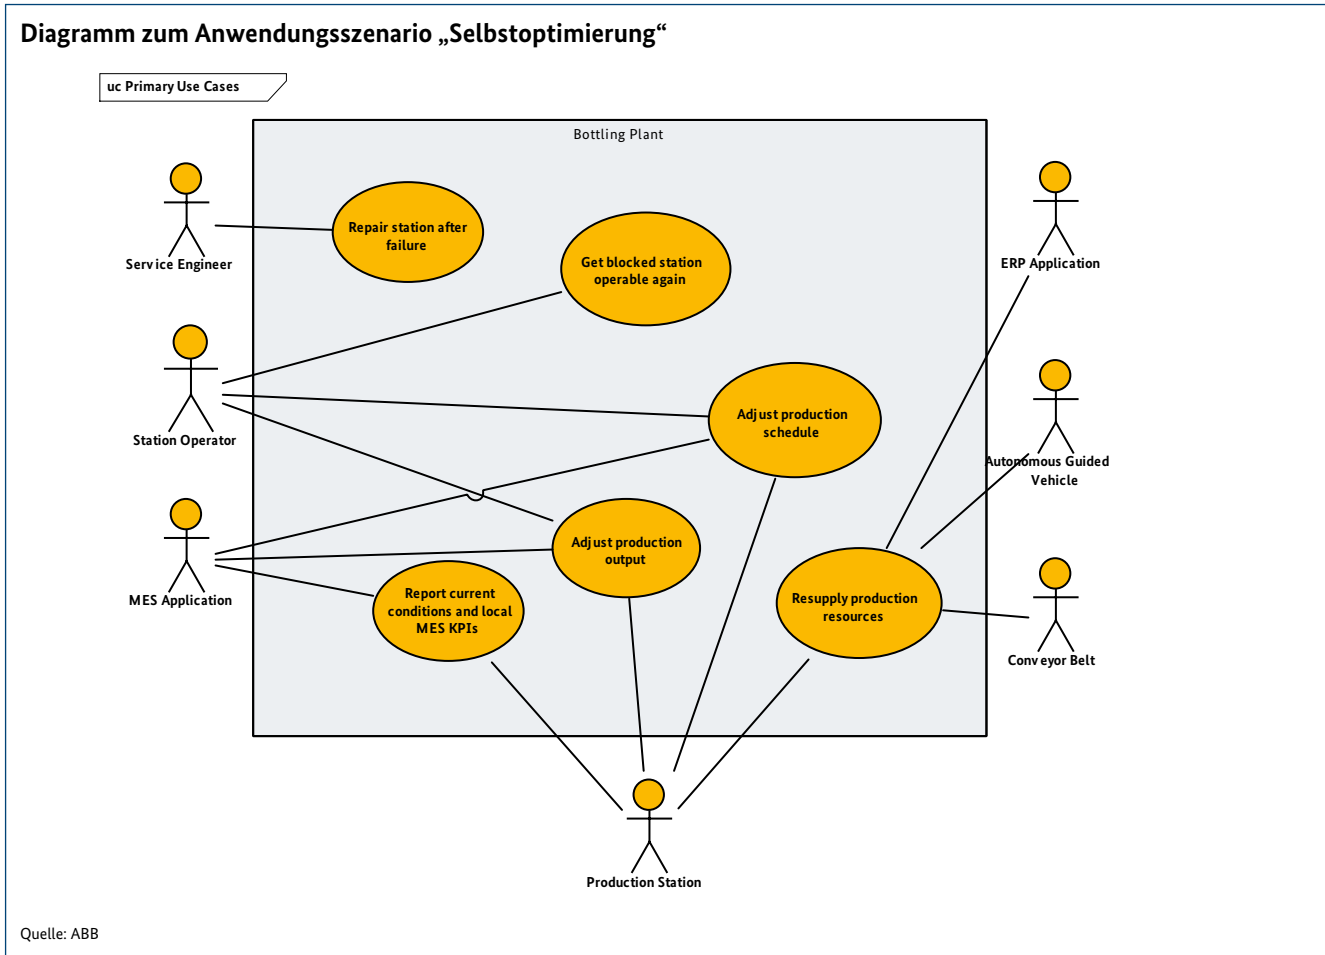 Diagramm zum Anwendungsszenario „Selbstoptimierung“
uc Primary Use Cases
Bottling Plant
Service Engineer
Repair station after
failure
Get blocked station
operable again
ERP Application
Station Operator
Adjust production
schedule
Autonomous Guided
Vehicle
MES Application
Adjust production
output
Report current
conditions and local
MES KPIs
Resupply production
resources
Conveyor Belt
Production Station
Quelle: ABB